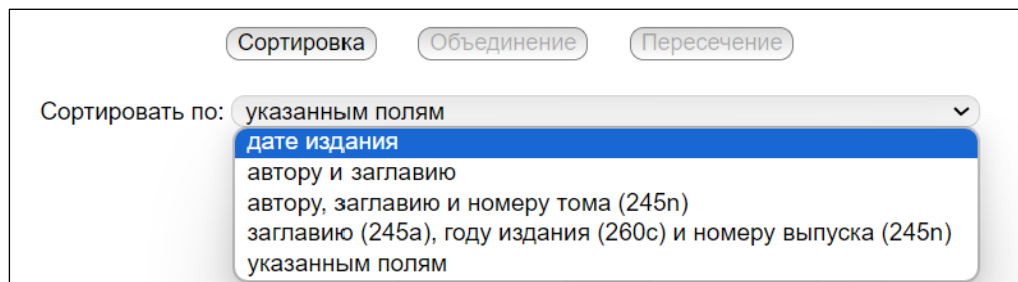 Сортировка Объединение Пересечение
Сортировать по: указанным полям
дате издания
автору и заглавию
автору, заглавию и номеру тома (245n)
заглавию (245a), году издания (260c) и номеру выпуска (245n)
указанным полям